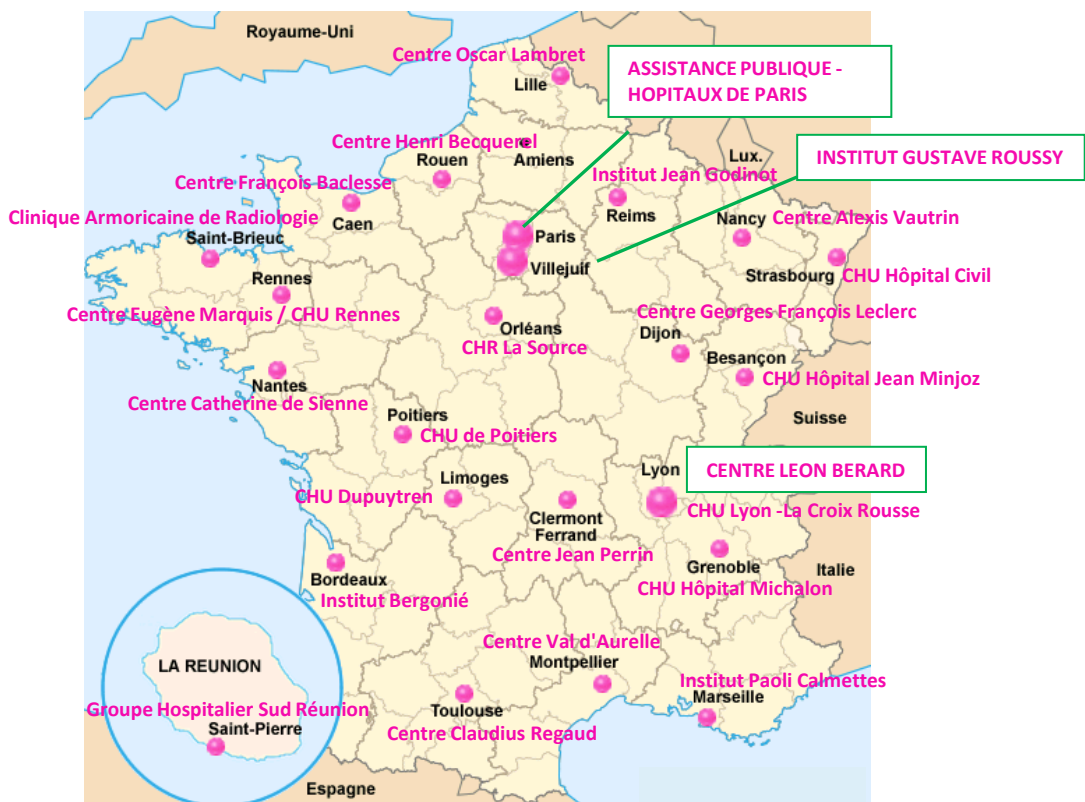 Royaume-Uni
Centre Oscar Lambret
Lille
ASSISTANCE PUBLIQUE -
HOPITAUX DE PARIS
Centre Henri Becquerel
Rouen
Amiens
Lux.
INSTITUT GUSTAVE ROUSSY
Institut Jean Godinot
Reims
Centre François Baclesse
Caen
Clinique Armoricaine de Radiologie
Saint-Brieuc
Nancy
Centre Alexis Vautrin
Paris
Villejuif
Strasbourg
CHU Hôpital Civil
Rennes
Centre Eugène Marquis / CHU Rennes
Orléans
CHR La Source
Centre Georges François Leclerc
Dijon
Besançon
CHU Hôpital Jean Minjoz
Nantes
Centre Catherine de Sienne
Poitiers
CHU de Poitiers
Suisse
Lyon
CENTRE LEON BERARD
CHU Lyon -La Croix Rousse
Limoges
CHU Dupuytren
Clermont
Ferrand
Centre Jean Perrin
Grenoble
CHU Hôpital Michalon
Italie
Bordeaux
Institut Bergonié
Centre Val d'Aurelle
Montpellier
Institut Paoli Calmettes
Marseille
LA REUNION
Groupe Hospitalier Sud Réunion
Saint-Pierre
Toulouse
Centre Claudius Regaud
Espagne